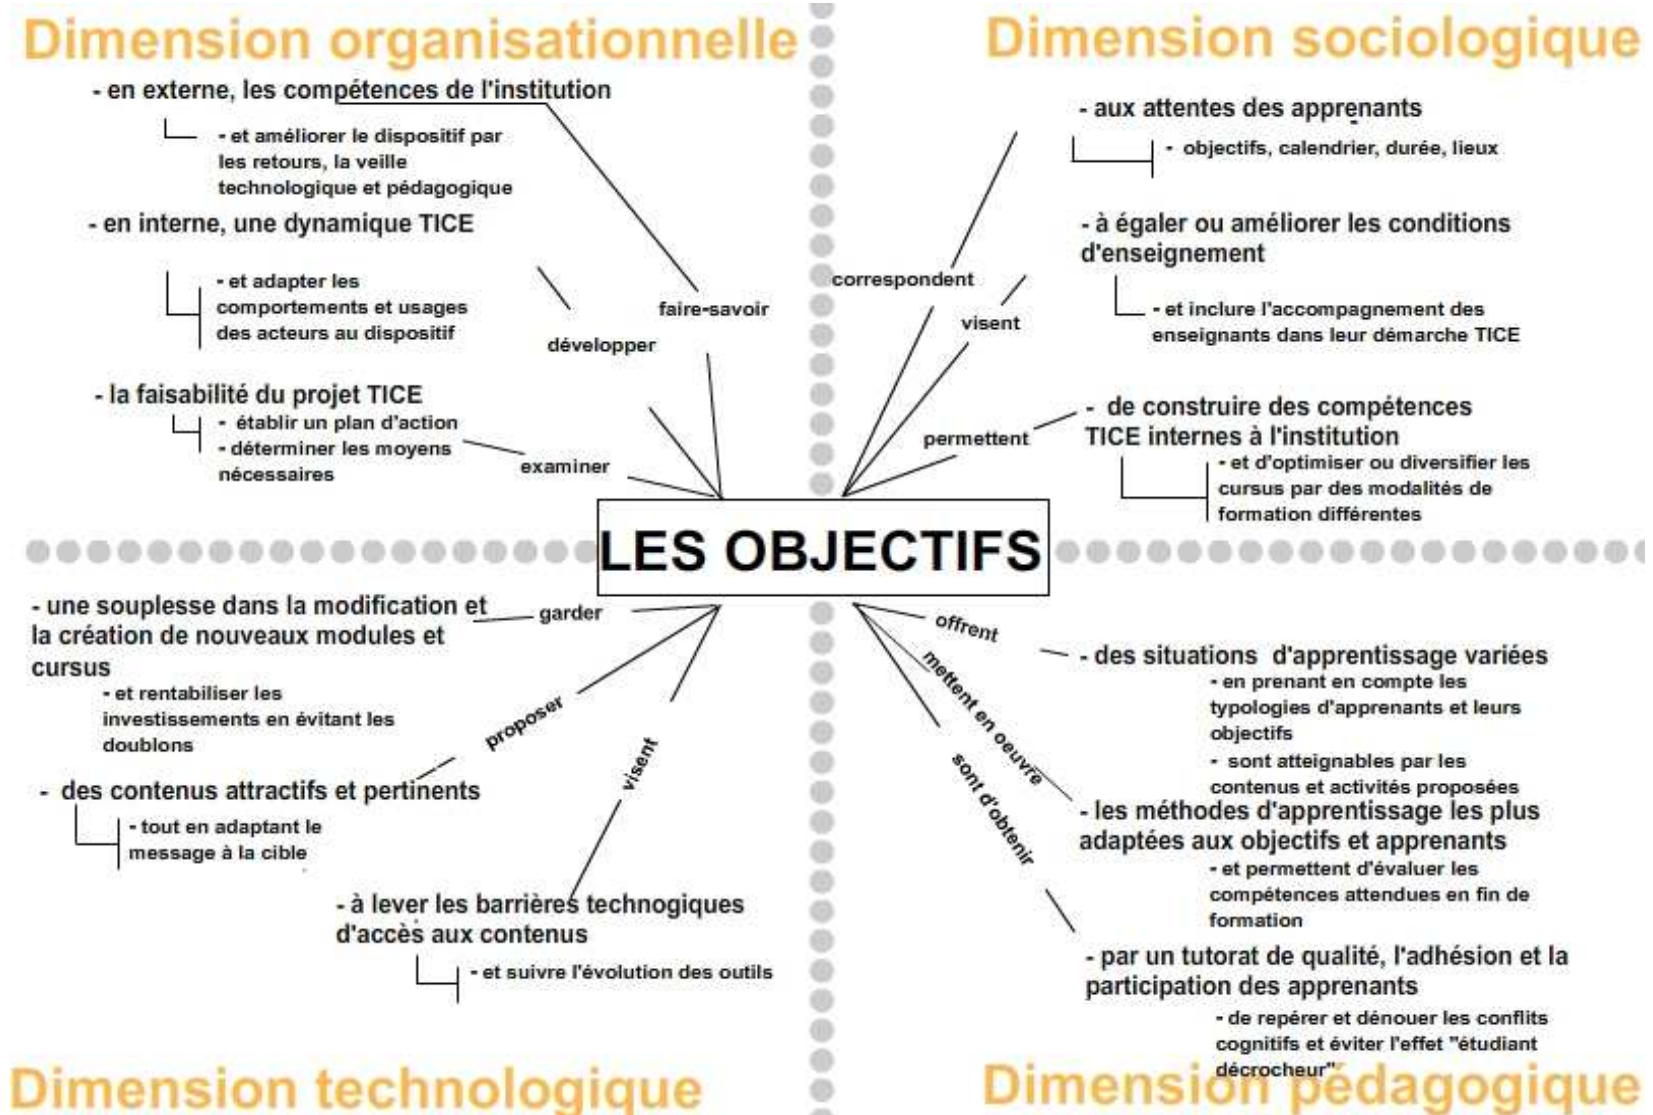 Dimension organisationnelle
- en externe, les compétences de l'institution
- et améliorer le dispositif par
les retours, la veille
technologique et pédagogique
- en interne, une dynamique TICE
- et adapter les
comportements et usages
des acteurs au dispositif
- la faisabilité du projet TICE
- établir un plan d'action
- déterminer les moyens
nécessaires
faire-savoir
développer
examiner
Dimension sociologique
- aux attentes des apprenants
- objectifs, calendrier, durée, lieux
- à égaler ou améliorer les conditions
d'enseignement
- et inclure l'accompagnement des
enseignants dans leur démarche TICE
- de construire des compétences
TICE internes à l'institution
- et d'optimiser ou diversifier les
cursus par des modalités de
formation différentes
correspondent
visent
permettent
LES OBJECTIFS
- une souplesse dans la modification et
la création de nouveaux modules et
cursus
- et rentabiliser les
investissements en évitant les
doublons
- des contenus attractifs et pertinents
- tout en adaptant le
message à la cible
- à lever les barrières technogiques
d'accès aux contenus
- et suivre l'évolution des outils
garder
proposer
visent
Dimension technologique
offrent
mettent en oeuvre
sont d'obtenir
- des situations d'apprentissage variées
- en prenant en compte les
typologies d'apprenants et leurs
objectifs
- sont atteignables par les
contenus et activités proposées
- les méthodes d'apprentissage les plus
adaptées aux objectifs et apprenants
- et permettent d'évaluer les
compétences attendues en fin de
formation
- par un tutorat de qualité, l'adhésion et la
participation des apprenants
- de repérer et dénouer les conflits
cognitifs et éviter l'effet "étudiant
décrocheur"
Dimension pédagogique